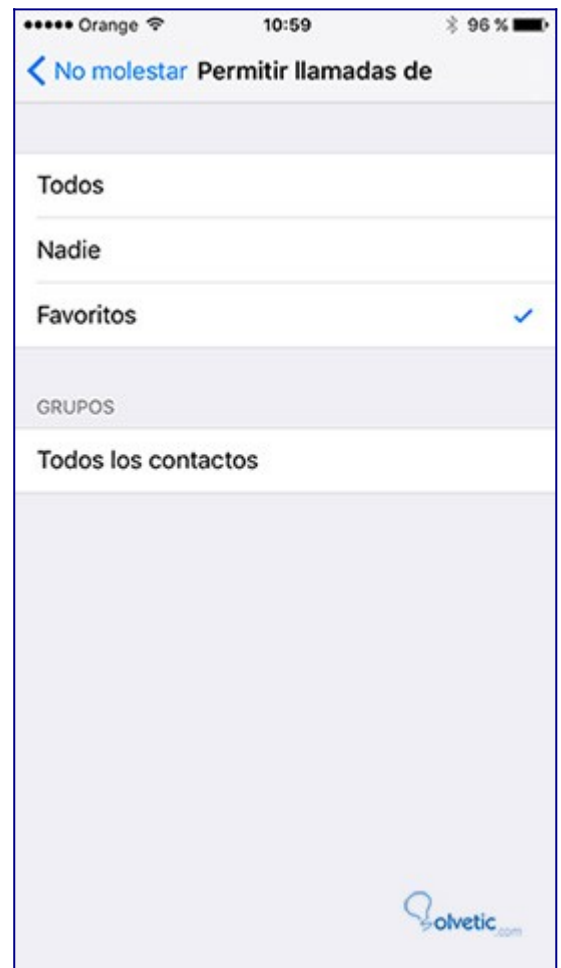 Orange 10:59 96 %
No molestar Permitir llamadas de
Todos
Nadie
Favoritos
GRUPOS
Todos los contactos
Solvetic.com